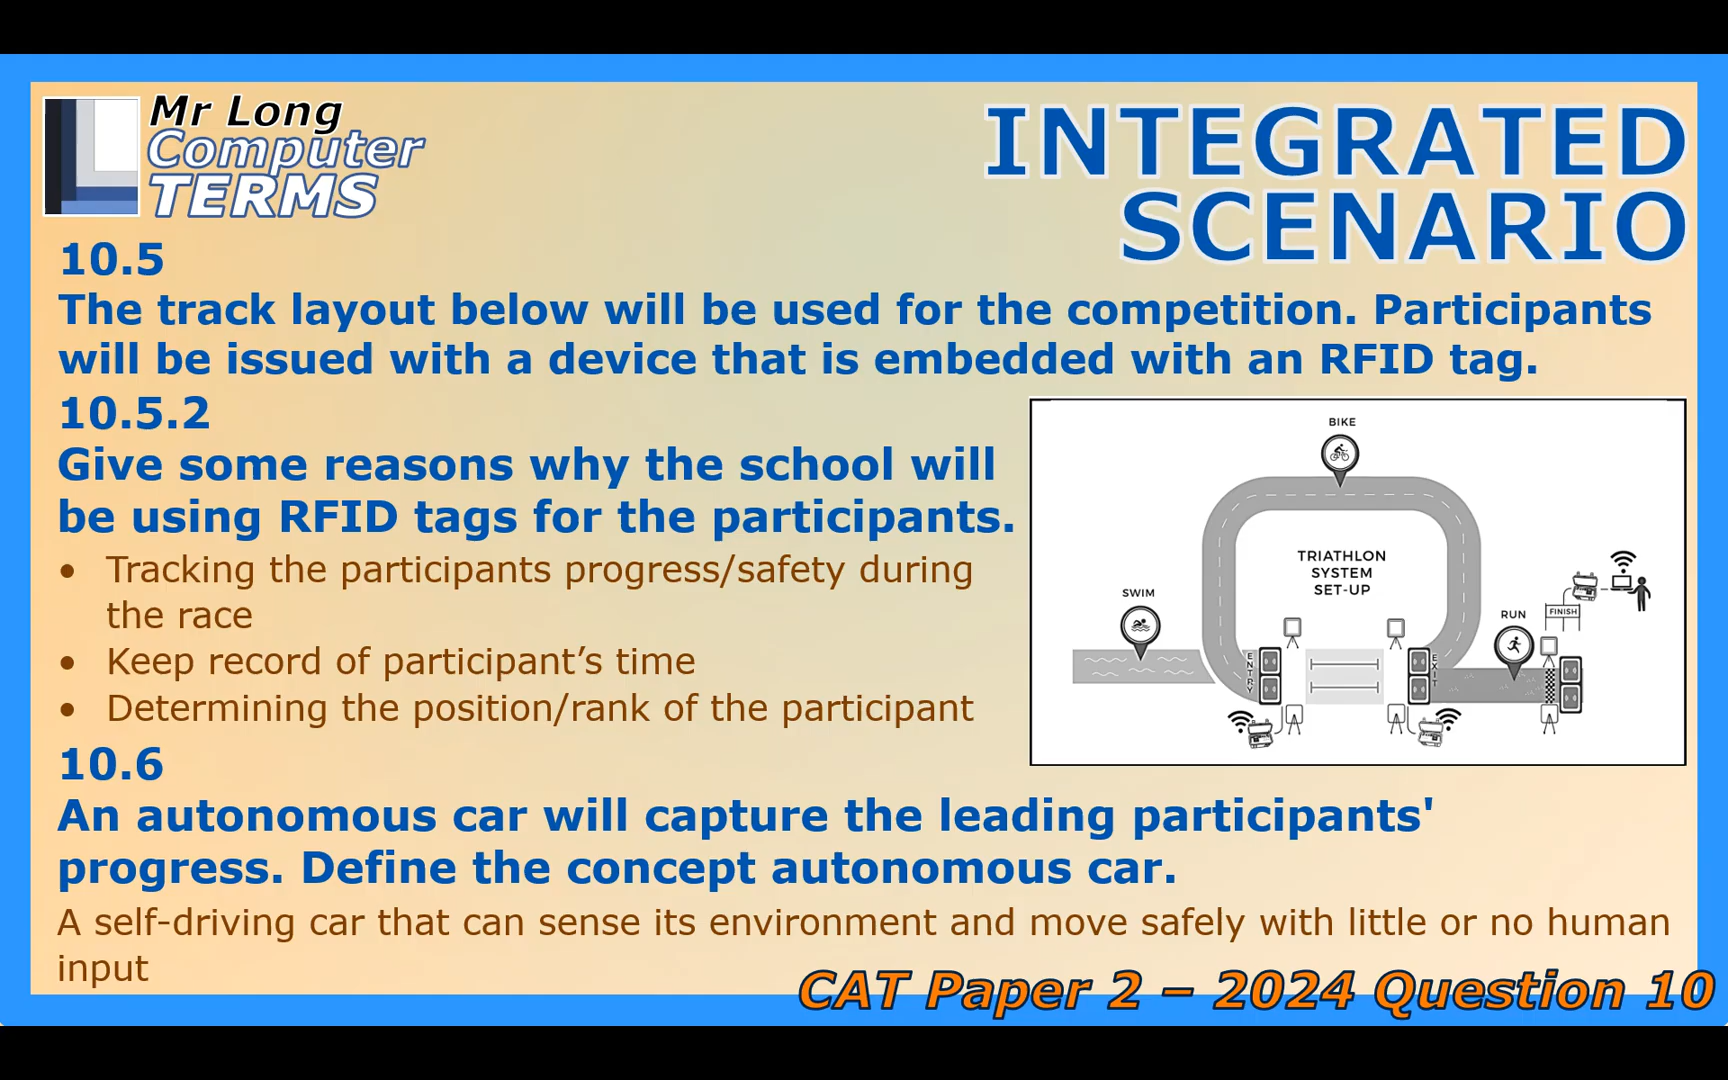 Mr Long
Computer
TERMS
INTEGRATED
SCENARIO
10.5
The track layout below will be used for the competition. Participants
will be issued with a device that is embedded with an RFID tag.
10.5.2
Give some reasons why the school will
be using RFID tags for the participants.
• Tracking the participants progress/safety during
the race
• Keep record of participant’s time
• Determining the position/rank of the participant
BIKE
TRIATHLON
SYSTEM
SET-UP
SWIM
RUN
FINISH
ENTRY
EXIT
10.6
An autonomous car will capture the leading participants'
progress. Define the concept autonomous car.
A self-driving car that can sense its environment and move safely with little or no human
input
CAT Paper 2 – 2024 Question 10